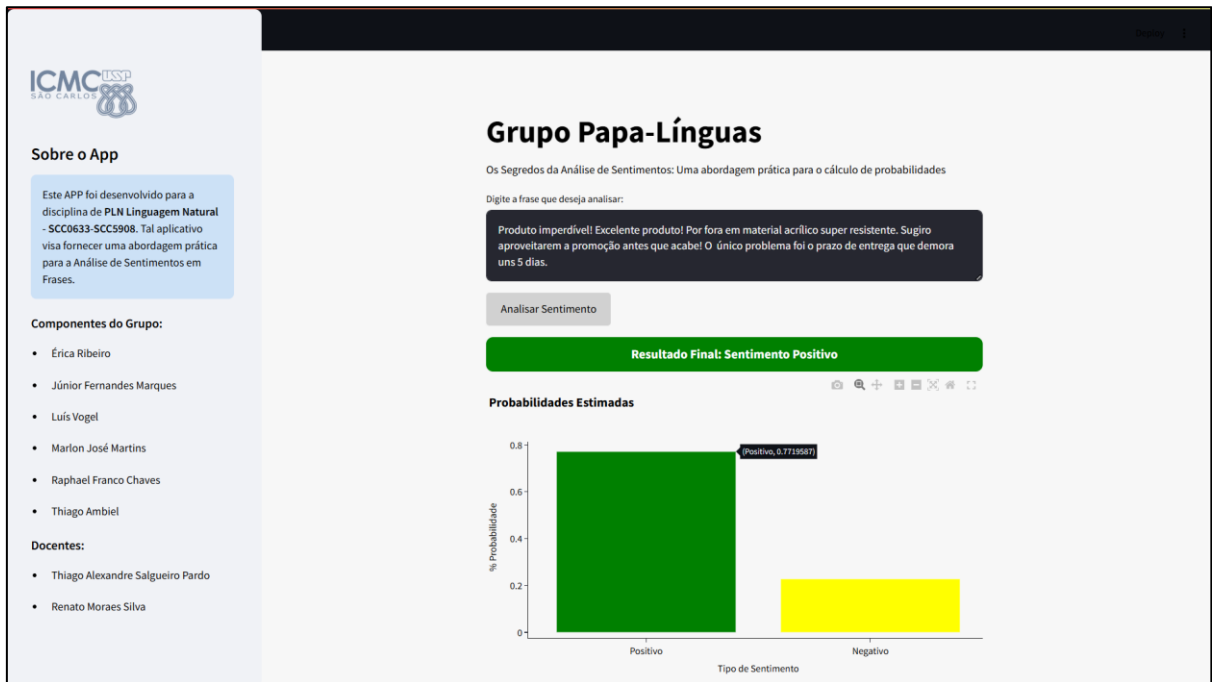 Deploy
ICMC USP
SÃO CARLOS
Sobre o App
Este APP foi desenvolvido para a
disciplina de PLN Linguagem Natural
- SCC0633-SCC5908. Tal aplicativo
visa fornecer uma abordagem prática
para a Análise de Sentimentos em
Frases.
Componentes do Grupo:
• Érica Ribeiro
• Júnior Fernandes Marques
• Luís Vogel
• Marlon José Martins
• Raphael Franco Chaves
• Thiago Ambiel
Docentes:
• Thiago Alexandre Salgueiro Pardo
• Renato Moraes Silva
Grupo Papa-Línguas
Os Segredos da Análise de Sentimentos: Uma abordagem prática para o cálculo de probabilidades
Digite a frase que deseja analisar:
Produto imperdível! Excelente produto! Por fora em material acrílico super resistente. Sugiro
aproveitarem a promoção antes que acabe! O único problema foi o prazo de entrega que demora
uns 5 dias.
Analisar Sentimento
Resultado Final: Sentimento Positivo
Probabilidades Estimadas
% Probabilidade
0.8
0.6
0.4
0.2
0
(Positivo, 0.7719587)
Positivo
Negativo
Tipo de Sentimento